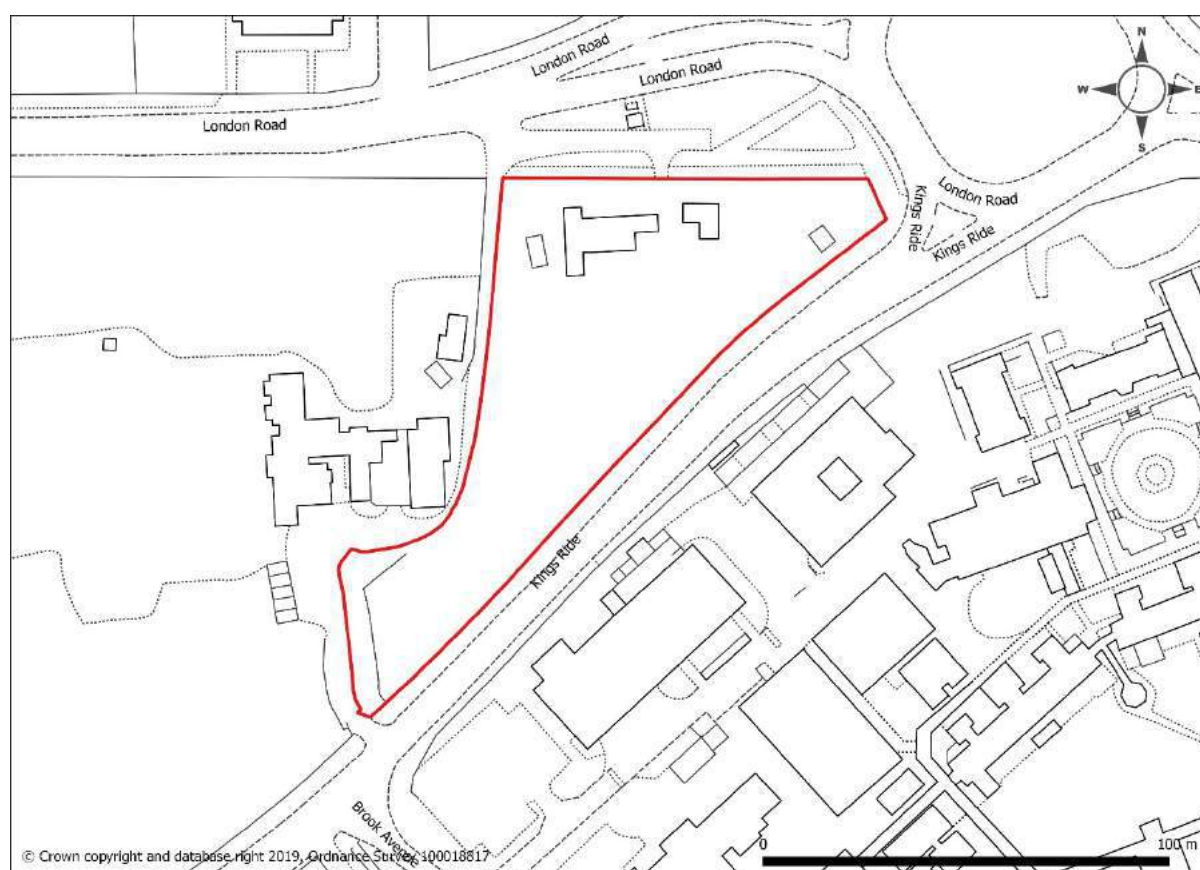 London Road
London Road
London Road
N
W
E
S
London Road
Kings Ride
Kings Ride
Kings Ride
Brook Avenue
© Crown copyright and database right 2019, Ordnance Survey 100018817
0
100 m